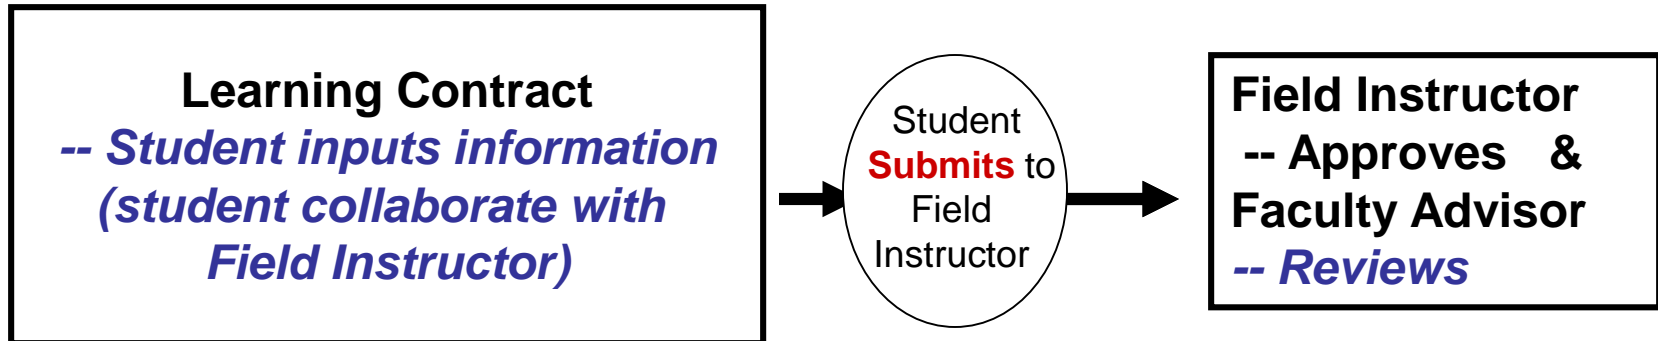 Learning Contract
-- Student inputs information
(student collaborate with
Field Instructor)
Student
Submits to
Field
Instructor
Field Instructor
-- Approves &
Faculty Advisor
-- Reviews